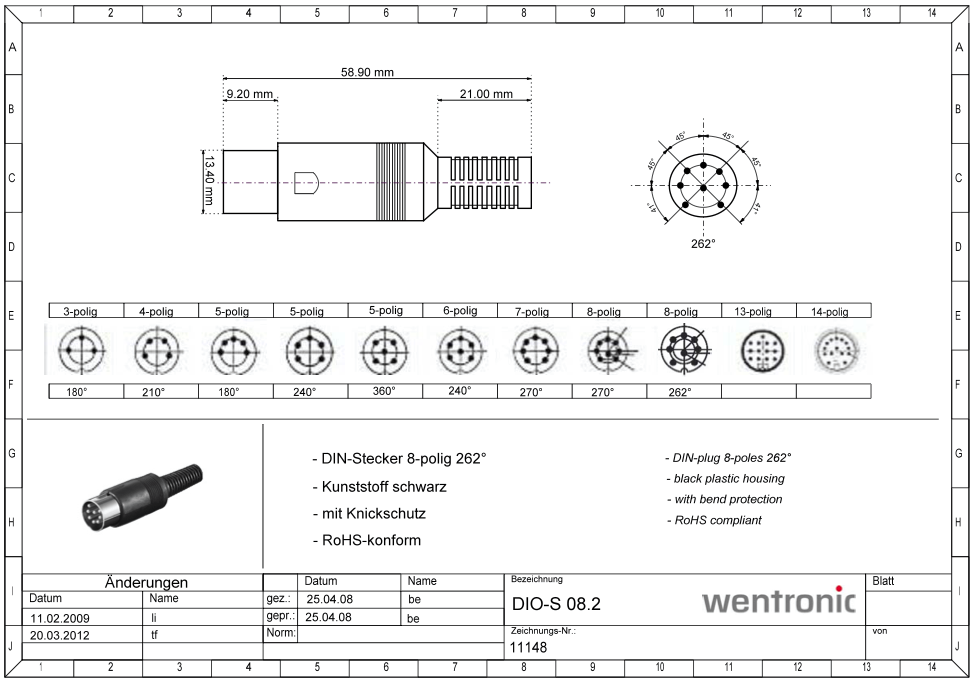 1 2 3 4 5 6 7 8 9 10 11 12 13 14
A A
B B
C C
D D
E E
F F
G G
H H
I I
J J
58.90 mm
9.20 mm 21.00 mm
13.40 mm
45° 45°
45° 45°
41° 41°
262°
3-polig 4-polig 5-polig 5-polig 5-polig 6-polig 7-polig 8-polig 8-polig 13-polig 14-polig
180° 210° 180° 240° 360° 240° 270° 270° 262°
- DIN-Stecker 8-polig 262°
- Kunststoff schwarz
- mit Knickschutz
- RoHS-konform
- DIN-plug 8-poles 262°
- black plastic housing
- with bend protection
- RoHS compliant
Änderungen
Datum Name
11.02.2009 li
20.03.2012 tf
Datum Name
gez.: 25.04.08 be
gepr.: 25.04.08 be
Norm:
Bezeichnung
DIO-S 08.2
wentronic
Zeichnungs-Nr.:
11148
Blatt
von
1 2 3 4 5 6 7 8 9 10 11 12 13 14